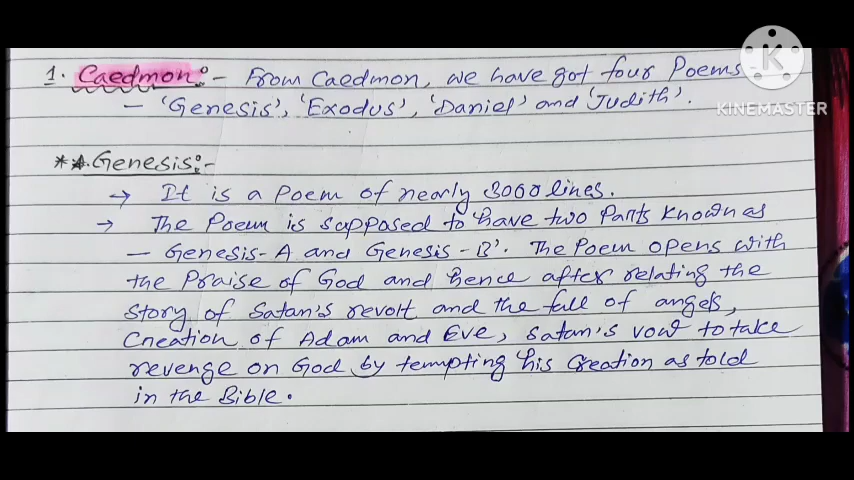 1. Caedmon:- From Caedmon, we have got four Poems
- 'Genesis', 'Exodus', 'Daniel' and 'Judith'.
KINEMASTER
**A. Genesis:-
→ It is a Poem of nearly 3000 lines.
→ The Poem is supposed to have two Parts known as
- Genesis-A and Genesis-B'. The Poem opens with
the Praise of God and hence after relating the
story of Satan's revolt and the fall of angels,
Creation of Adam and Eve, Satan's vow to take
revenge on God by tempting his Creation as told
in the Bible.